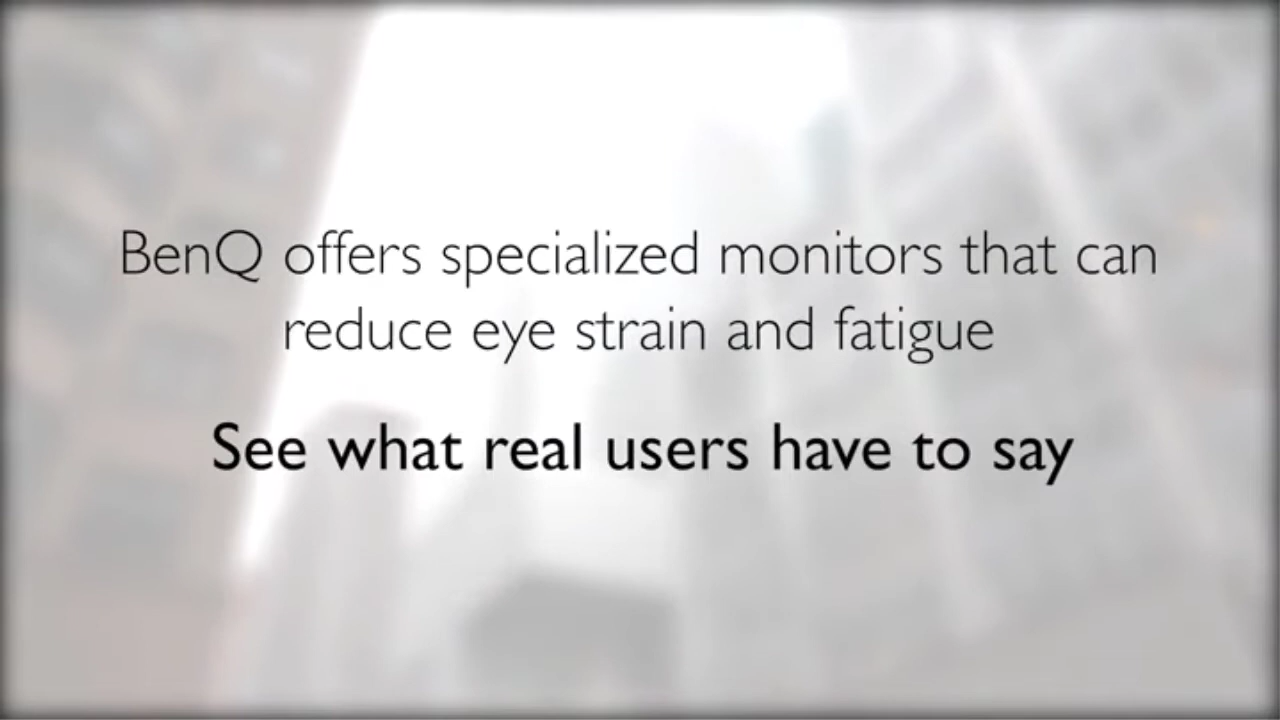 BenQ offers specialized monitors that can
reduce eye strain and fatigue
See what real users have to say